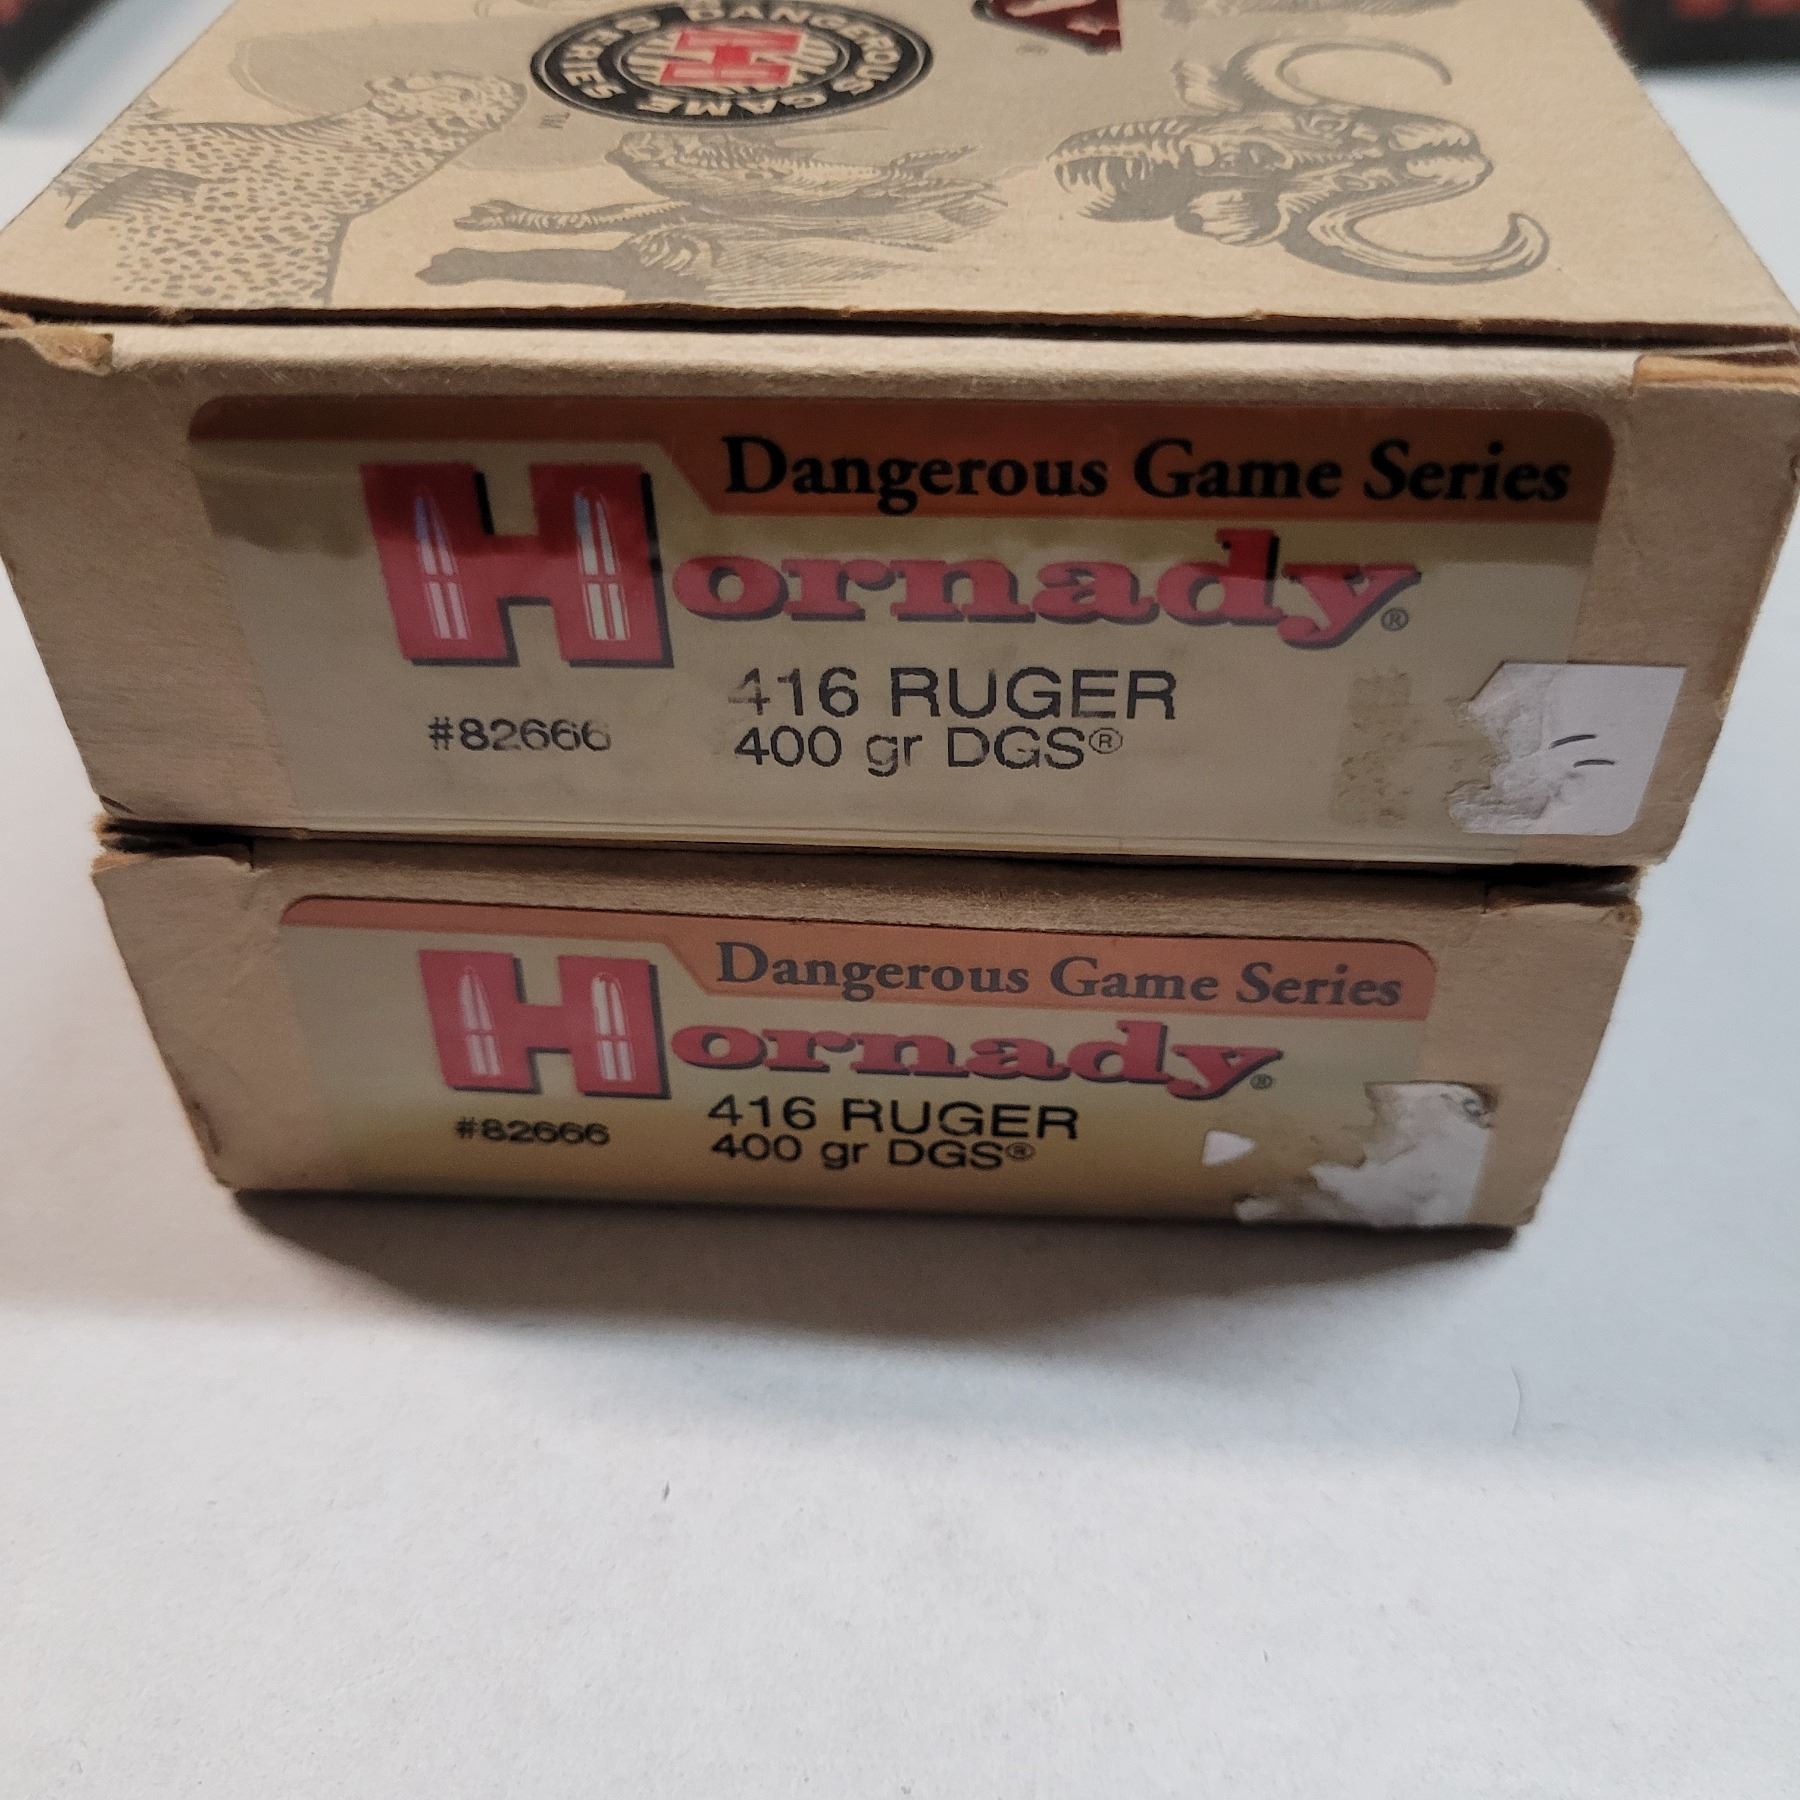 DANGEROUS GAME SERIES
H
™
Dangerous Game Series
Hornady®
416 RUGER
#82666 400 gr DGS®
Dangerous Game Series
Hornady®
416 RUGER
#82666 400 gr DGS®